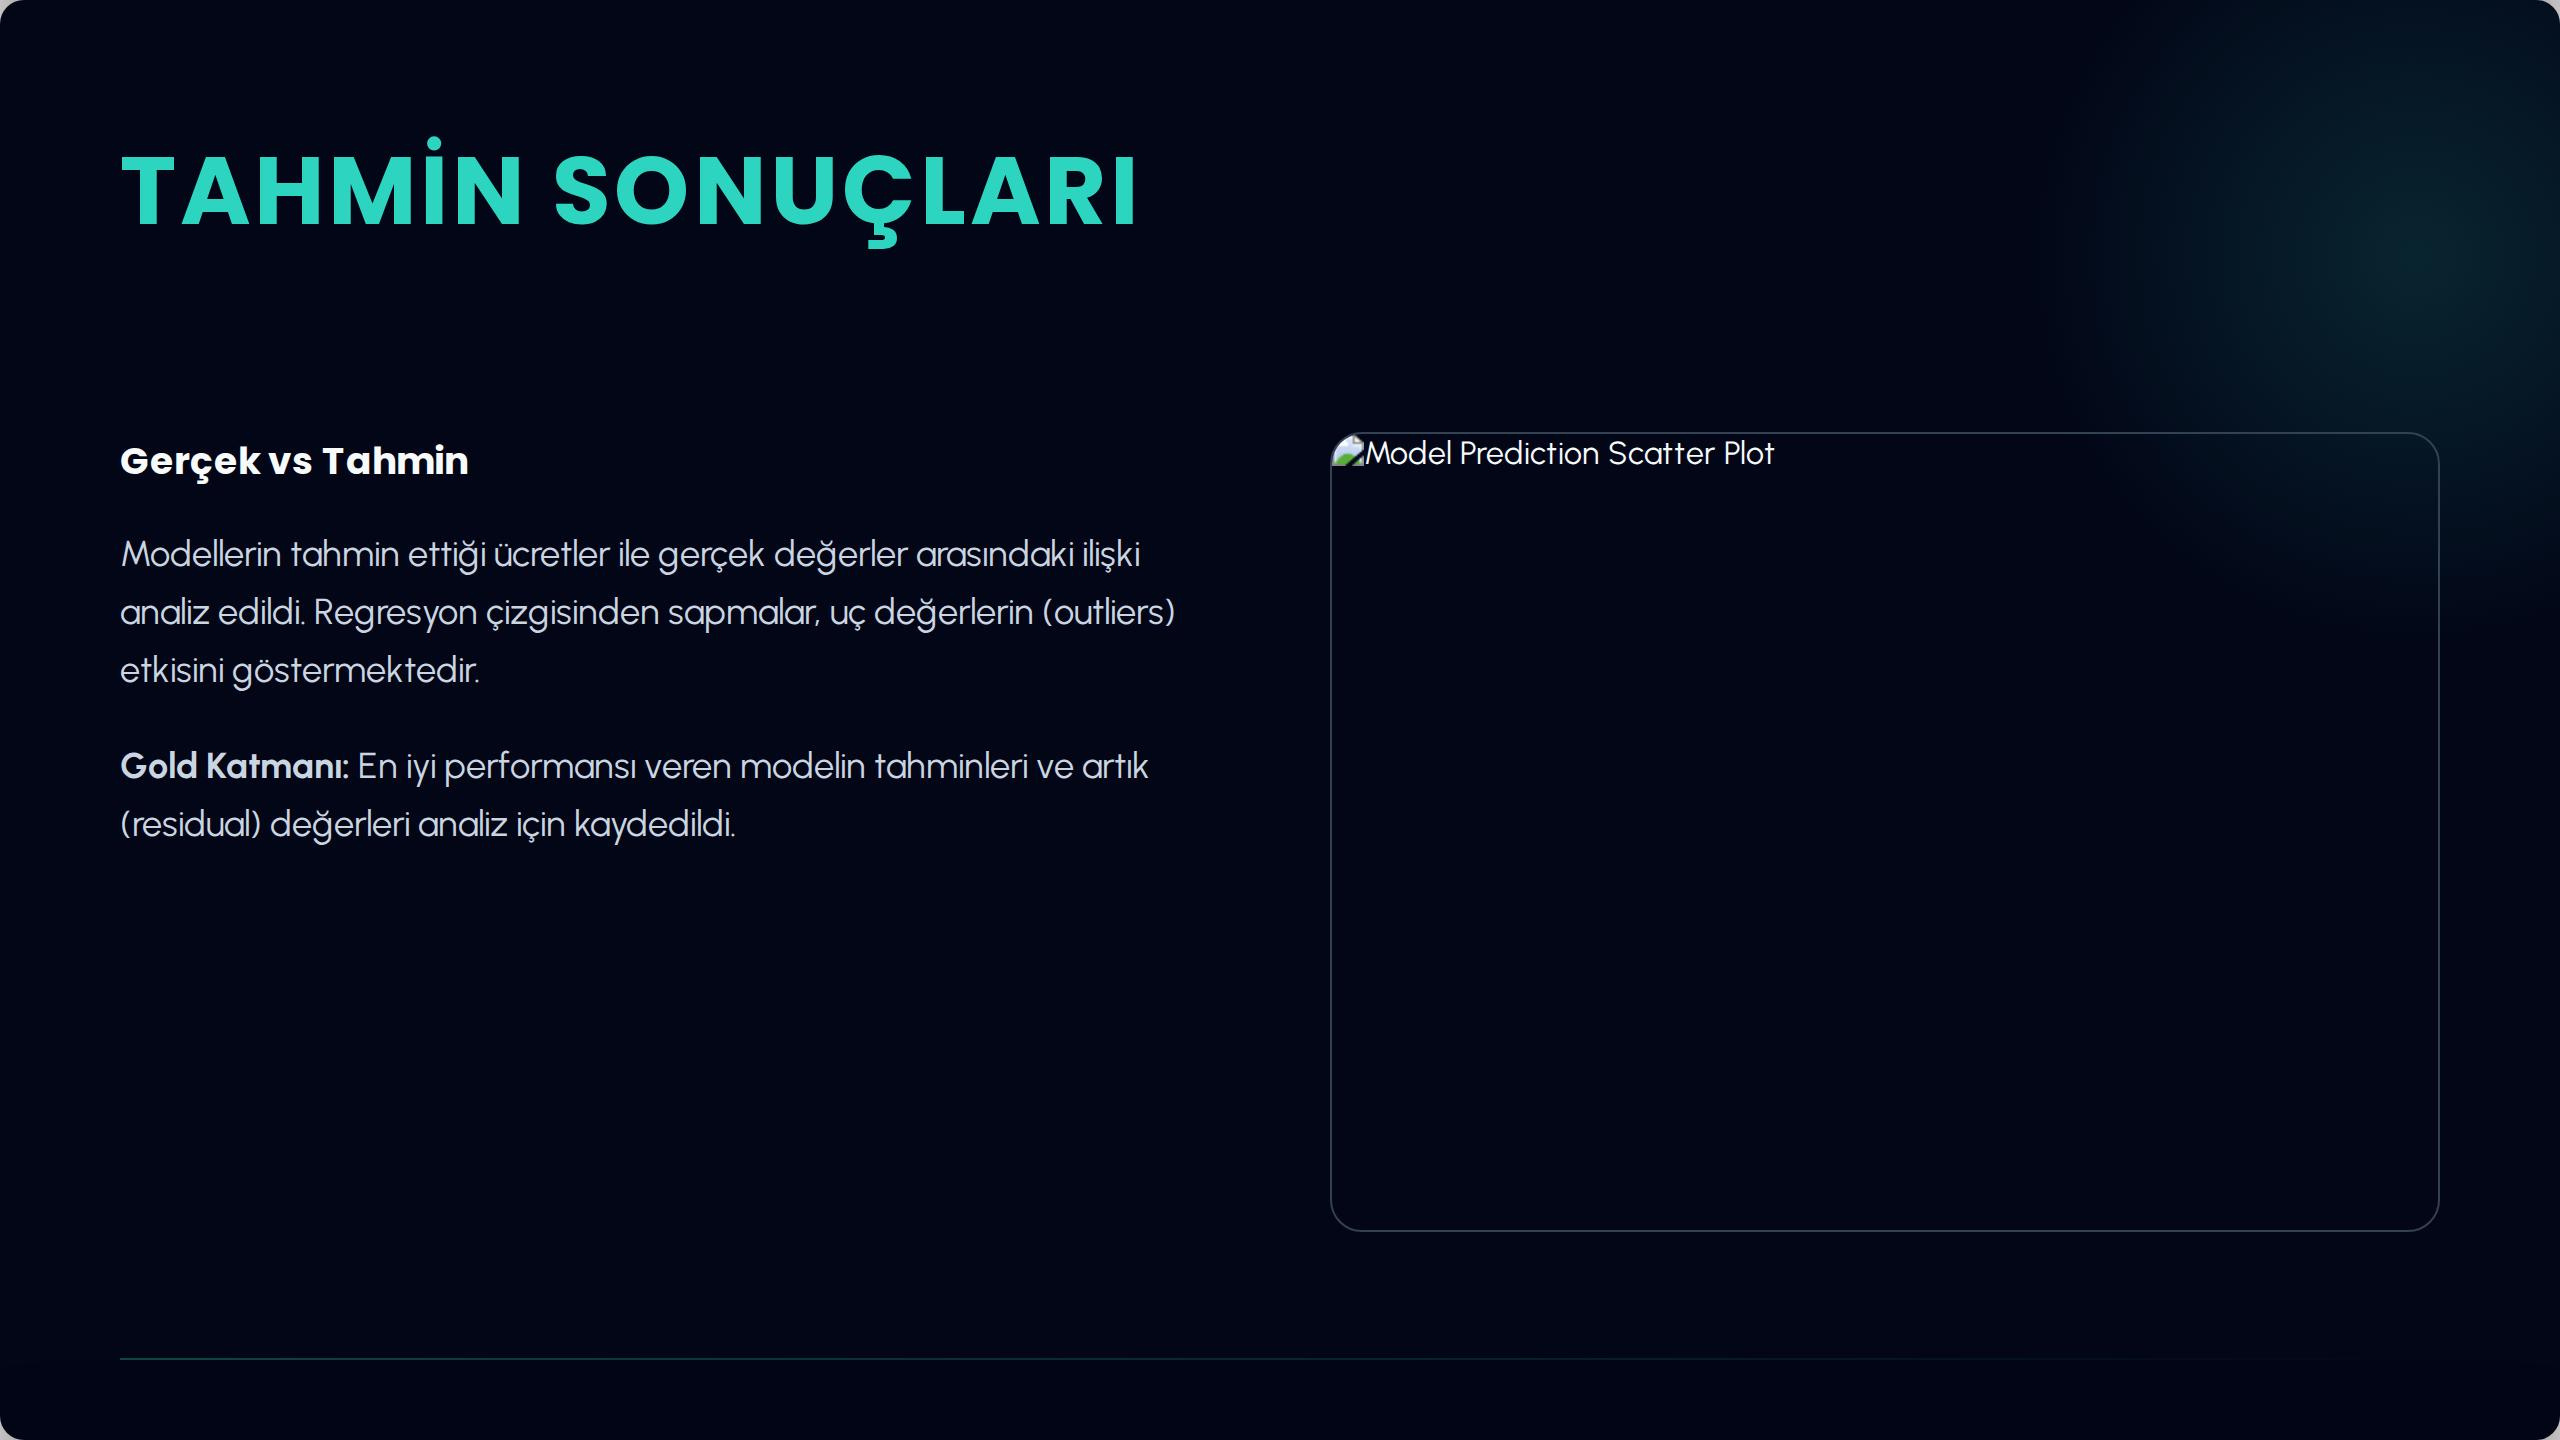 TAHMİN SONUÇLARI
Gerçek vs Tahmin
Modellerin tahmin ettiği ücretler ile gerçek değerler arasındaki ilişki
analiz edildi. Regresyon çizgisinden sapmalar, uç değerlerin (outliers)
etkisini göstermektedir.
Gold Katmanı: En iyi performansı veren modelin tahminleri ve artık
(residual) değerleri analiz için kaydedildi.
Model Prediction Scatter Plot